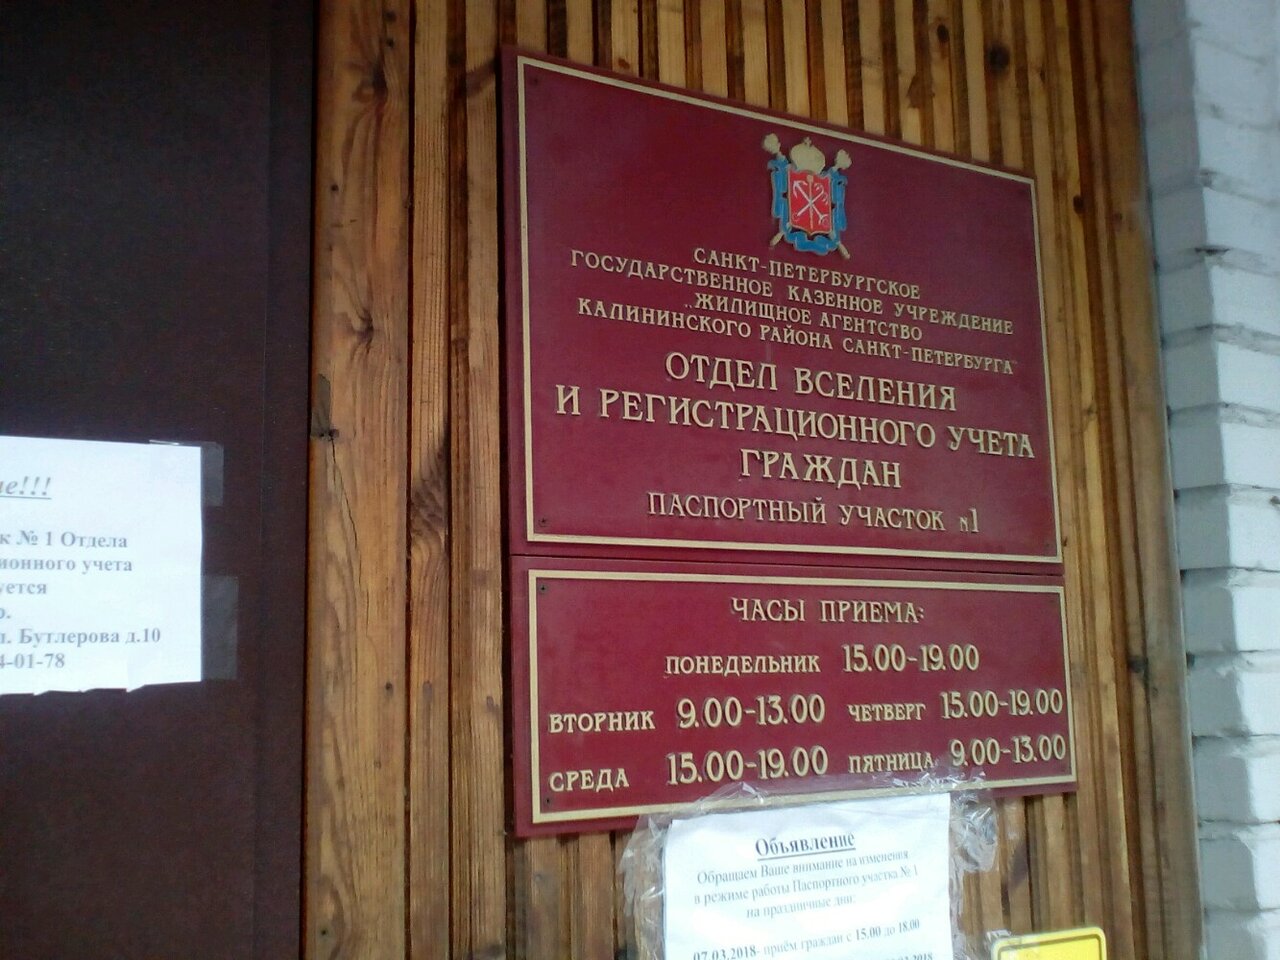 САНКТ-ПЕТЕРБУРГСКОЕ
ГОСУДАРСТВЕННОЕ КАЗЕННОЕ УЧРЕЖДЕНИЕ
„ЖИЛИЩНОЕ АГЕНТСТВО
КАЛИНИНСКОГО РАЙОНА САНКТ-ПЕТЕРБУРГА"
ОТДЕЛ ВСЕЛЕНИЯ
И РЕГИСТРАЦИОННОГО УЧЕТА
ГРАЖДАН
ПАСПОРТНЫЙ УЧАСТОК №1
ЧАСЫ ПРИЕМА:
ПОНЕДЕЛЬНИК 15.00-19.00
ВТОРНИК 9.00-13.00 ЧЕТВЕРГ 15.00-19.00
СРЕДА 15.00-19.00 ПЯТНИЦА 9.00-13.00
ие!!!
к № 1 Отдела
ионного учета
уется
р.
л. Бутлерова д.10
4-01-78
Объявление
Обращаем Ваше внимание на изменения
в режиме работы Паспортного участка № 1
на праздничные дни:
07.03.2018- приём граждан с 15.00 до 18.00